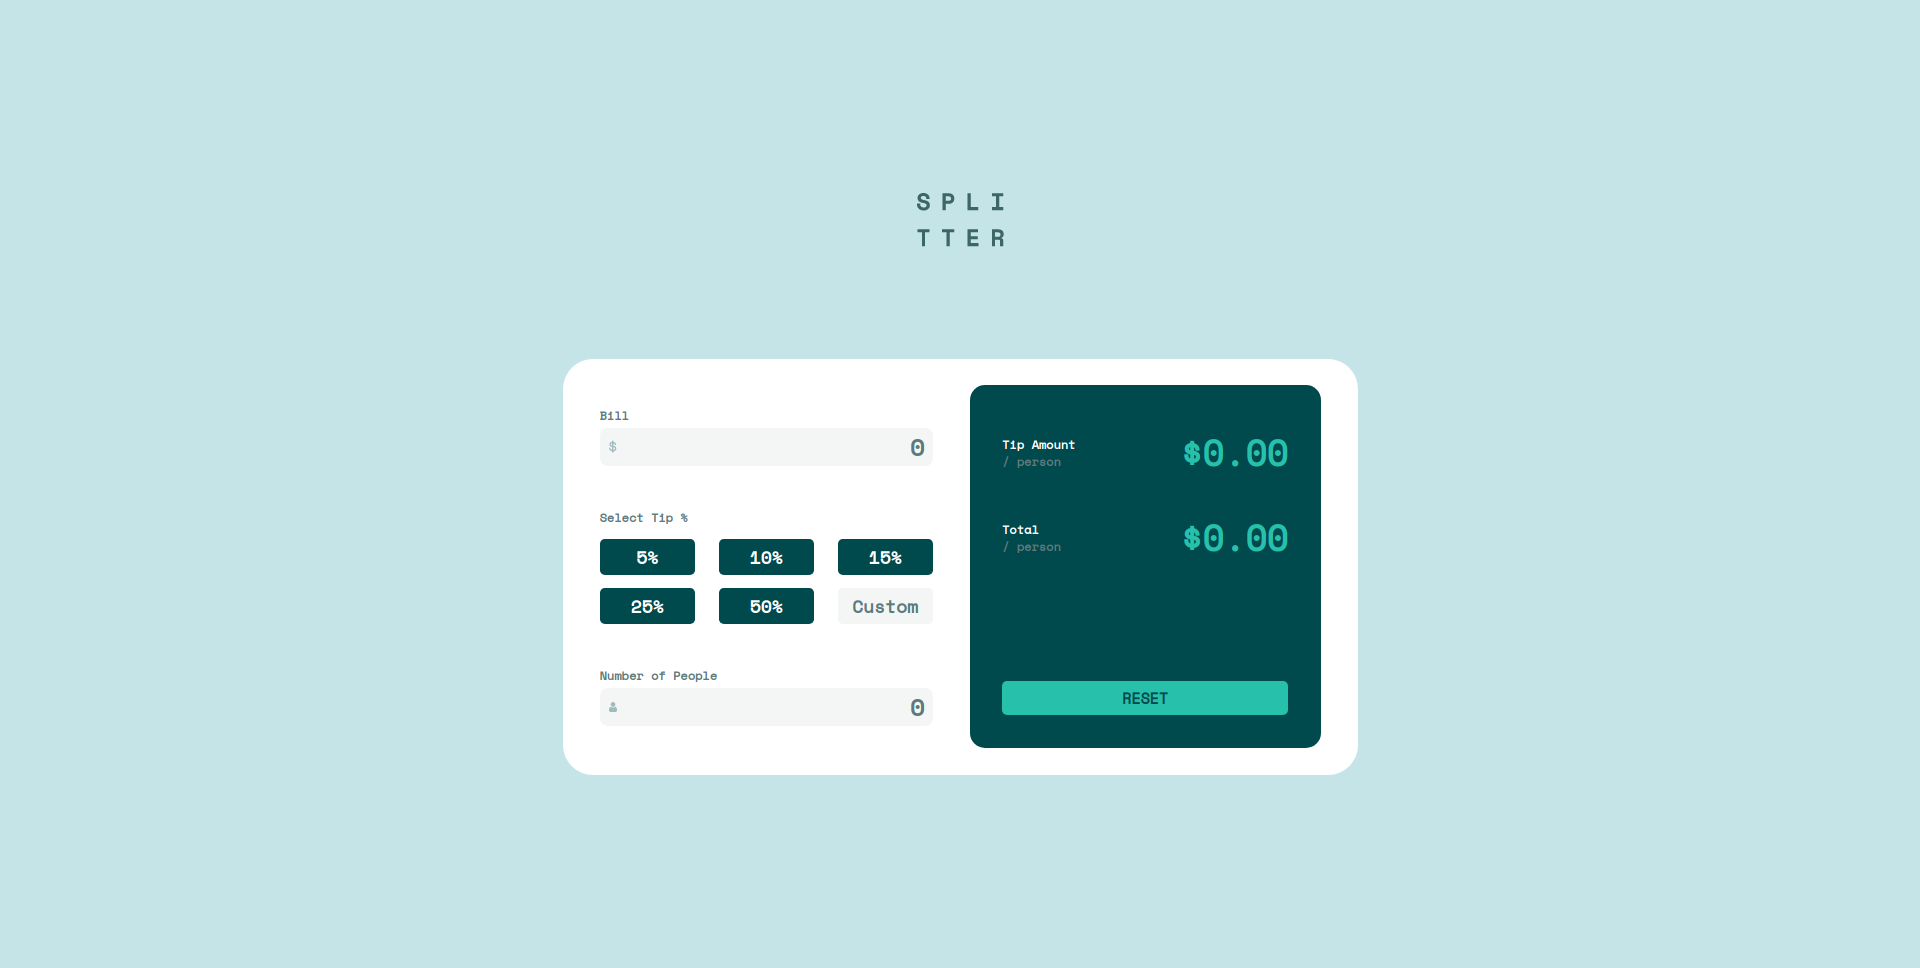 SPLI
TTER
Bill
$ 0
Select Tip %
5% 10% 15%
25% 50% Custom
Number of People
0
Tip Amount
/ person
$0.00
Total
/ person
$0.00
RESET